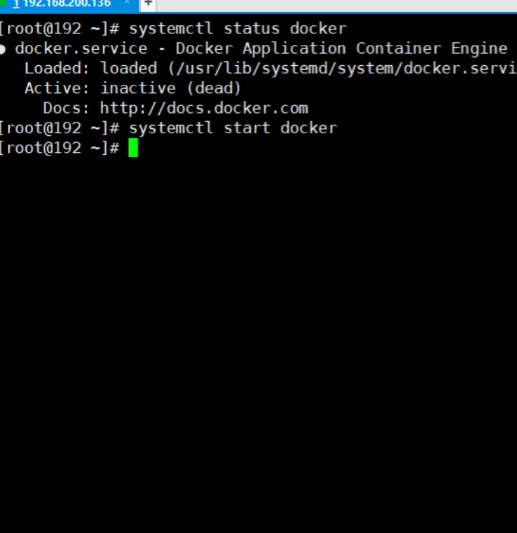 1 192.168.200.136 × +
[root@192 ~]# systemctl status docker
● docker.service - Docker Application Container Engine
Loaded: loaded (/usr/lib/systemd/system/docker.servi
Active: inactive (dead)
Docs: http://docs.docker.com
[root@192 ~]# systemctl start docker
[root@192 ~]#